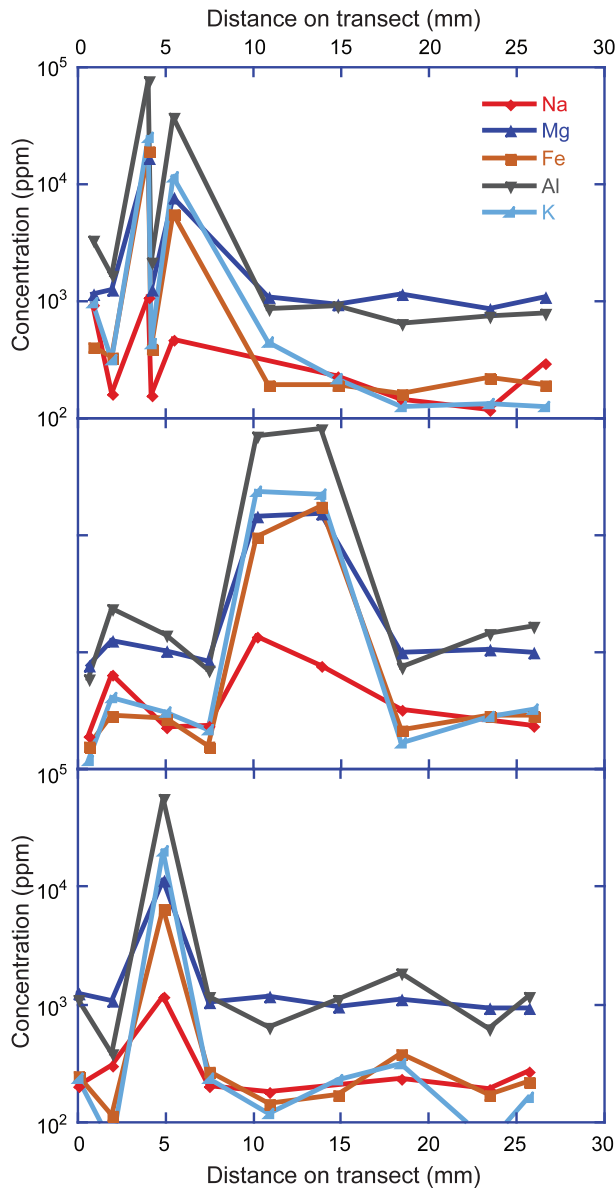 Distance on transect (mm)
0 5 10 15 20 25 30
10^5
Na
Mg
Fe
Al
K
10^4
Concentration (ppm)
10^3
10^2
10^5
10^4
Concentration (ppm)
10^3
10^2
0 5 10 15 20 25 30
Distance on transect (mm)